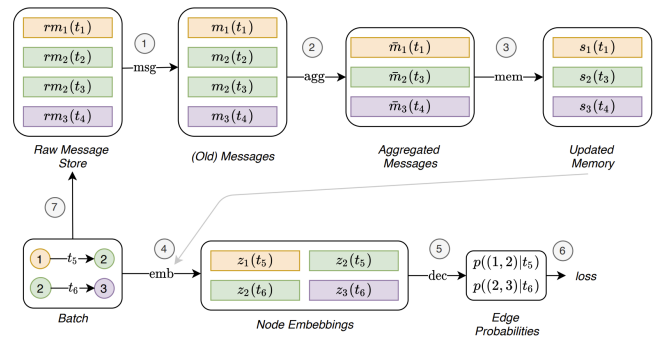 rm₁(t₁)
rm₂(t₂)
rm₂(t₃)
rm₃(t₄)
Raw Message
Store
1
msg
m₁(t₁)
m₂(t₂)
m₂(t₃)
m₃(t₄)
(Old) Messages
2
agg
m̄₁(t₁)
m̄₂(t₃)
m̄₃(t₄)
Aggregated
Messages
3
mem
s₁(t₁)
s₂(t₃)
s₃(t₄)
Updated
Memory
7
1 t₅ 2
2 t₆ 3
Batch
4
emb
z₁(t₅) z₂(t₅)
z₂(t₆) z₃(t₆)
Node Embebbings
5
dec
p((1, 2)|t₅)
p((2, 3)|t₆)
Edge
Probabilities
6
loss